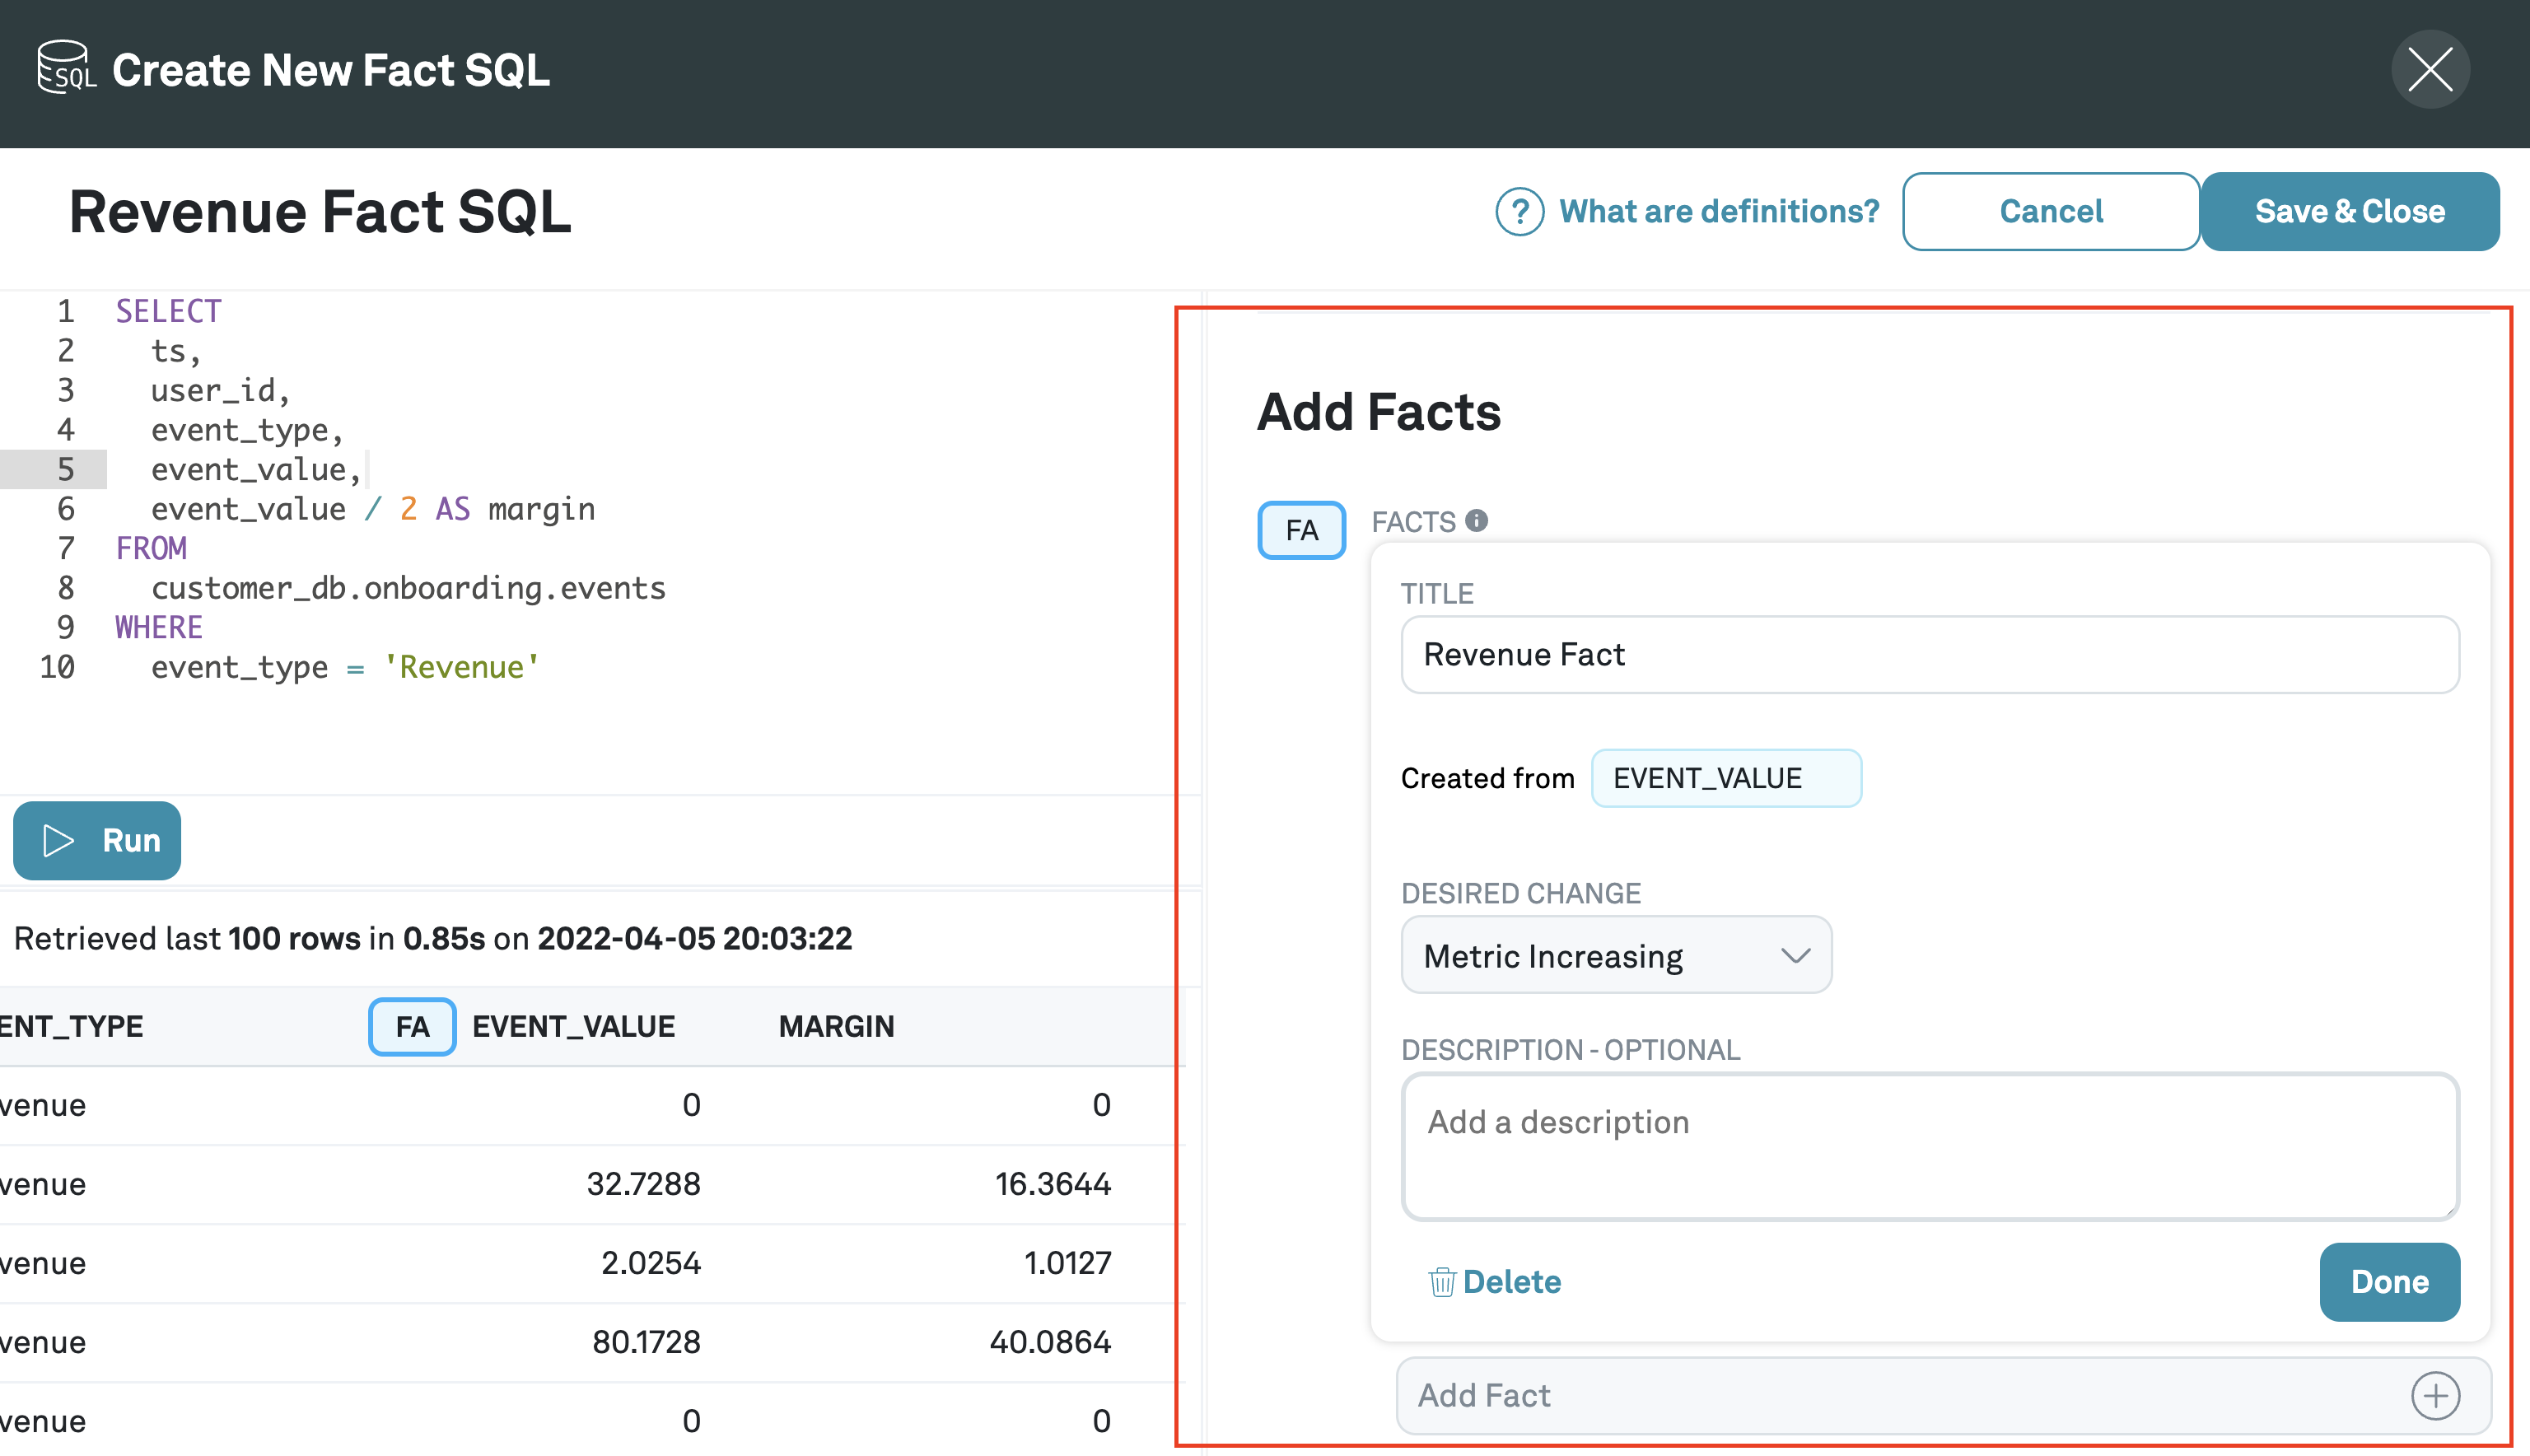 SQL Create New Fact SQL
Revenue Fact SQL
? What are definitions?
Cancel
Save & Close
1 SELECT
2 ts,
3 user_id,
4 event_type,
5 event_value,
6 event_value / 2 AS margin
7 FROM
8 customer_db.onboarding.events
9 WHERE
10 event_type = 'Revenue'
Run
Retrieved last 100 rows in 0.85s on 2022-04-05 20:03:22
ENT_TYPE FA EVENT_VALUE MARGIN
venue 0 0
venue 32.7288 16.3644
venue 2.0254 1.0127
venue 80.1728 40.0864
venue 0 0
Add Facts
FA FACTS i
TITLE
Revenue Fact
Created from EVENT_VALUE
DESIRED CHANGE
Metric Increasing
DESCRIPTION - OPTIONAL
Add a description
Delete
Done
Add Fact